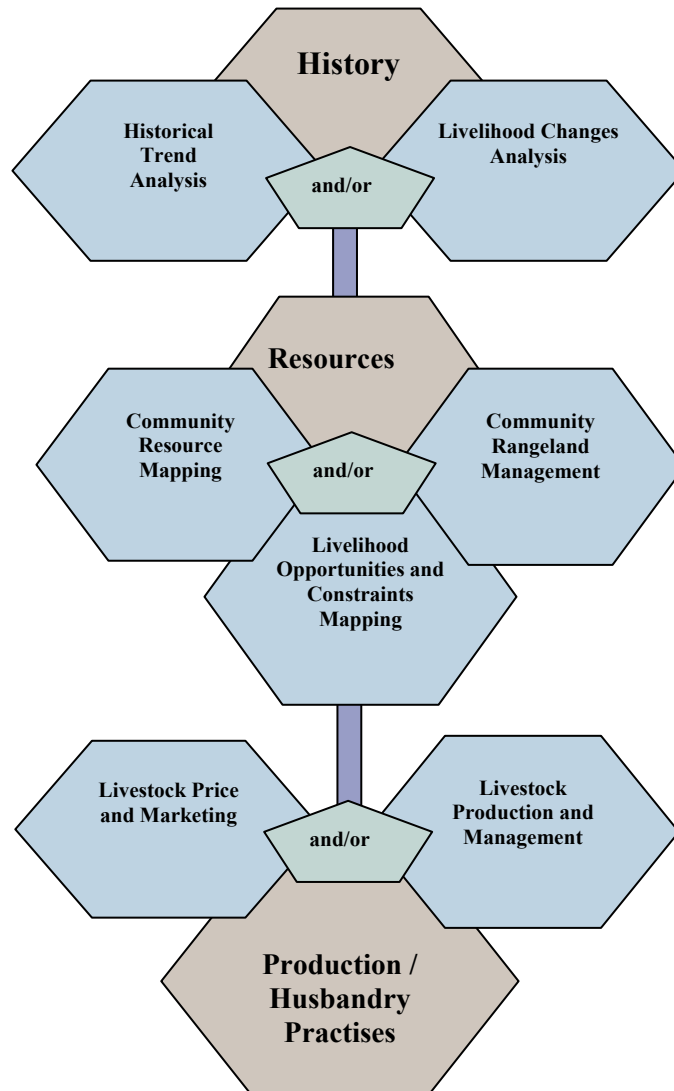 History
Historical
Trend
Analysis
Livelihood Changes
Analysis
and/or
Resources
Community
Resource
Mapping
Community
Rangeland
Management
and/or
Livelihood
Opportunities and
Constraints
Mapping
Livestock Price
and Marketing
Livestock
Production and
Management
and/or
Production /
Husbandry
Practises